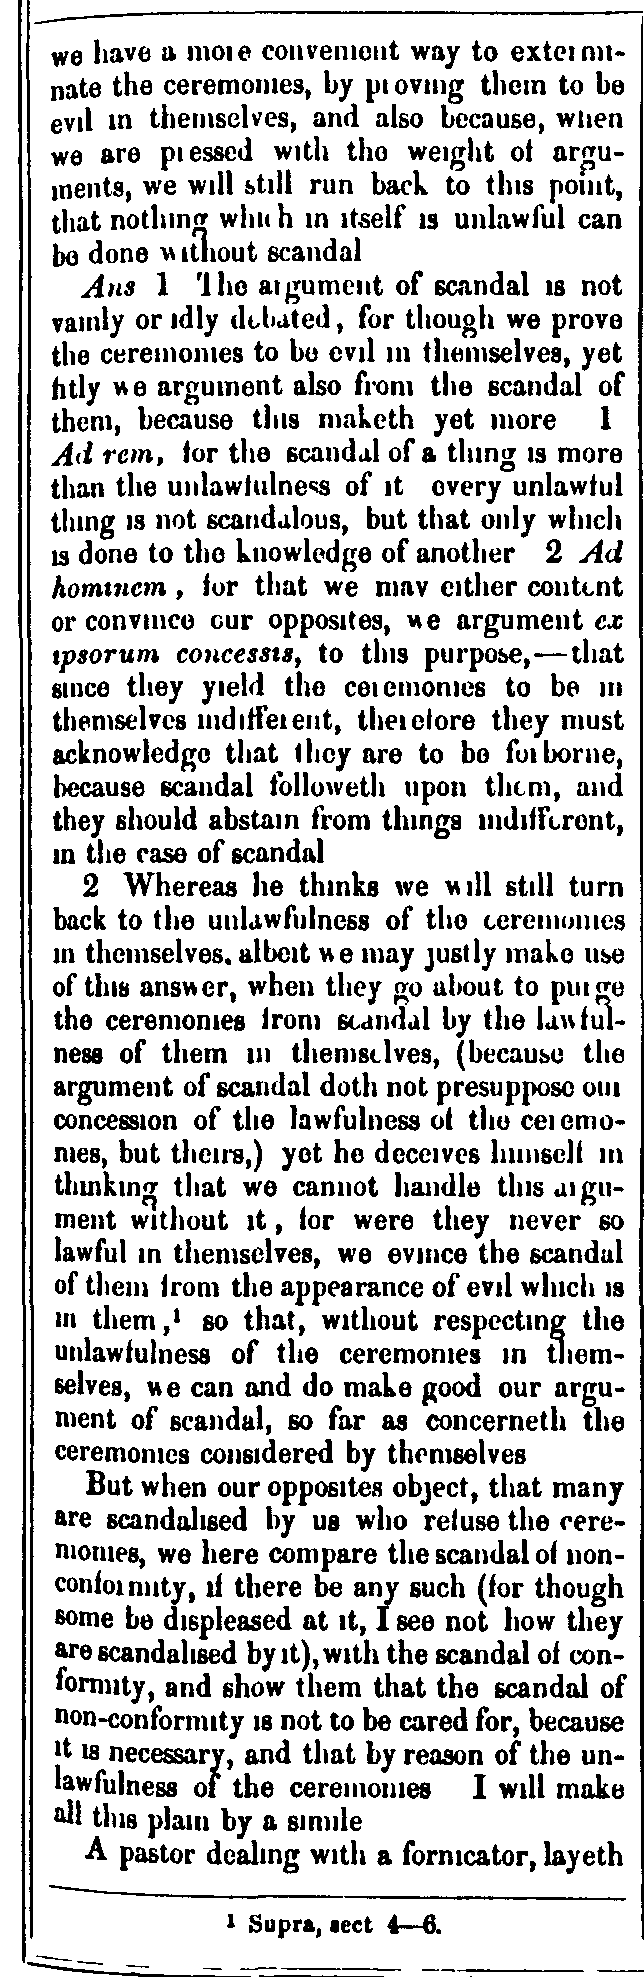 we have a more convenient way to extermi-
nate the ceremonies, by proving them to be
evil in themselves, and also because, when
we are pressed with the weight of argu-
ments, we will still run back to this point,
that nothing which in itself is unlawful can
be done without scandal
Ans 1 The argument of scandal is not
vainly or idly debated, for though we prove
the ceremonies to be evil in themselves, yet
fitly we argument also from the scandal of
them, because this maketh yet more 1
Ad rem, for the scandal of a thing is more
than the unlawfulness of it every unlawful
thing is not scandalous, but that only which
is done to the knowledge of another 2 Ad
hominem, for that we may either content
or convince our opposites, we argument ex
ipsorum concessis, to this purpose,—that
since they yield the ceremonies to be in
themselves indifferent, therefore they must
acknowledge that they are to be forborne,
because scandal followeth upon them, and
they should abstain from things indifferent,
in the case of scandal
2 Whereas he thinks we will still turn
back to the unlawfulness of the ceremonies
in themselves, albeit we may justly make use
of this answer, when they go about to purge
the ceremonies from scandal by the lawful-
ness of them in themselves, (because the
argument of scandal doth not presuppose our
concession of the lawfulness of the ceremo-
nies, but theirs,) yet he deceives himself in
thinking that we cannot handle this argu-
ment without it, for were they never so
lawful in themselves, we evince the scandal
of them from the appearance of evil which is
in them,¹ so that, without respecting the
unlawfulness of the ceremonies in them-
selves, we can and do make good our argu-
ment of scandal, so far as concerneth the
ceremonies considered by themselves
But when our opposites object, that many
are scandalised by us who refuse the cere-
monies, we here compare the scandal of non-
conformity, if there be any such (for though
some be displeased at it, I see not how they
are scandalised by it), with the scandal of con-
formity, and show them that the scandal of
non-conformity is not to be cared for, because
it is necessary, and that by reason of the un-
lawfulness of the ceremonies I will make
all this plain by a simile
A pastor dealing with a fornicator, layeth
¹ Supra, sect 4—6.